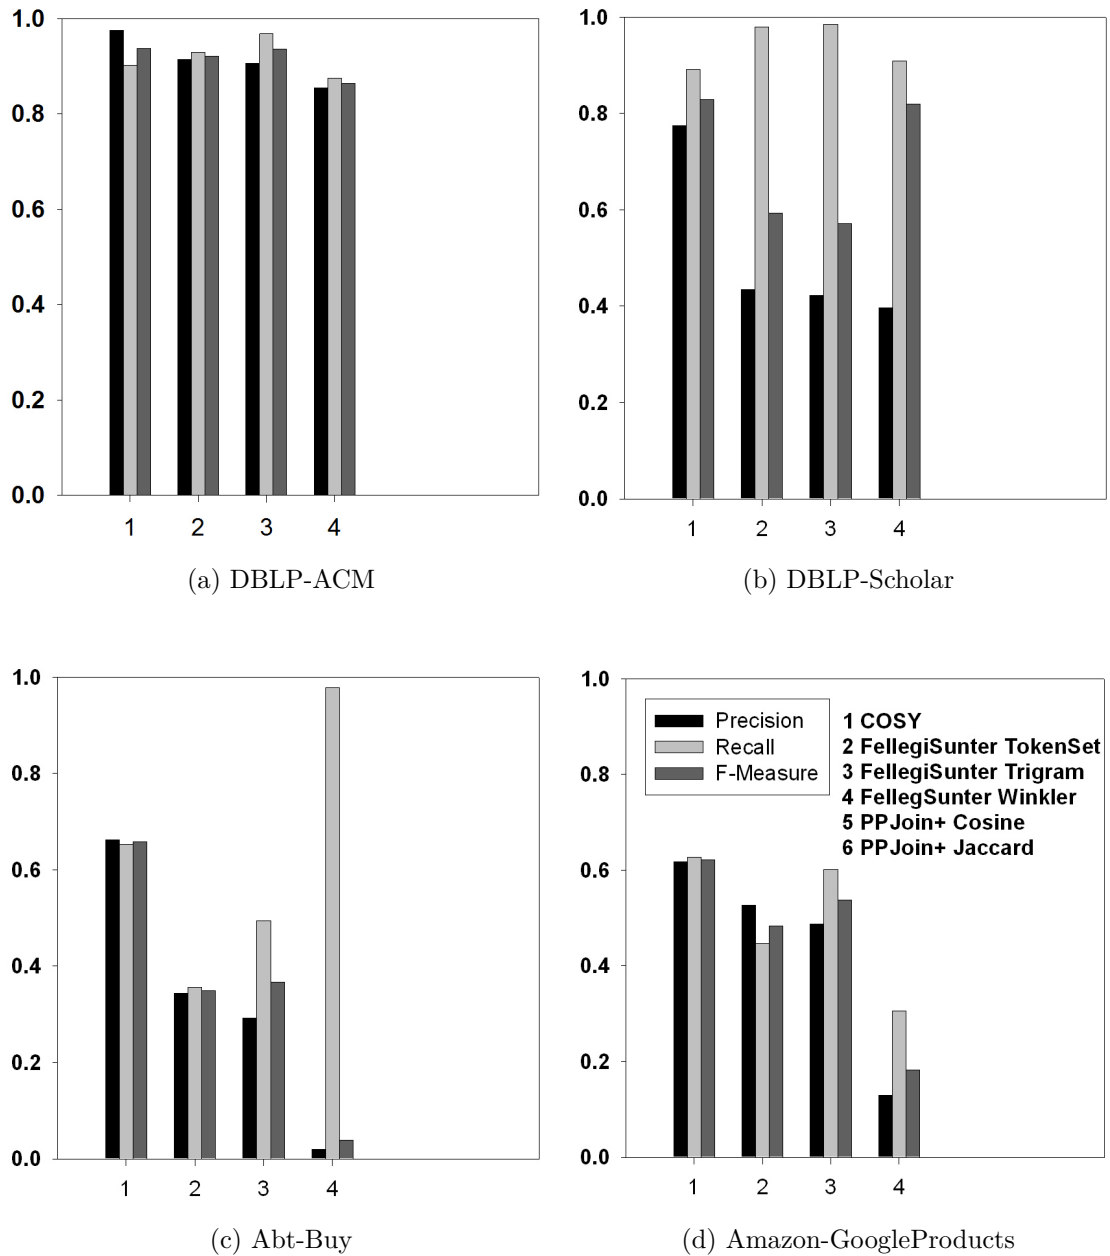 1.0
0.8
0.6
0.4
0.2
0.0
1 2 3 4
(a) DBLP-ACM
1.0
0.8
0.6
0.4
0.2
0.0
1 2 3 4
(b) DBLP-Scholar
1.0
0.8
0.6
0.4
0.2
0.0
1 2 3 4
(c) Abt-Buy
1.0
0.8
0.6
0.4
0.2
0.0
Precision
Recall
F-Measure
1 COSY
2 FellegiSunter TokenSet
3 FellegiSunter Trigram
4 FellegSunter Winkler
5 PPJoin+ Cosine
6 PPJoin+ Jaccard
1 2 3 4
(d) Amazon-GoogleProducts